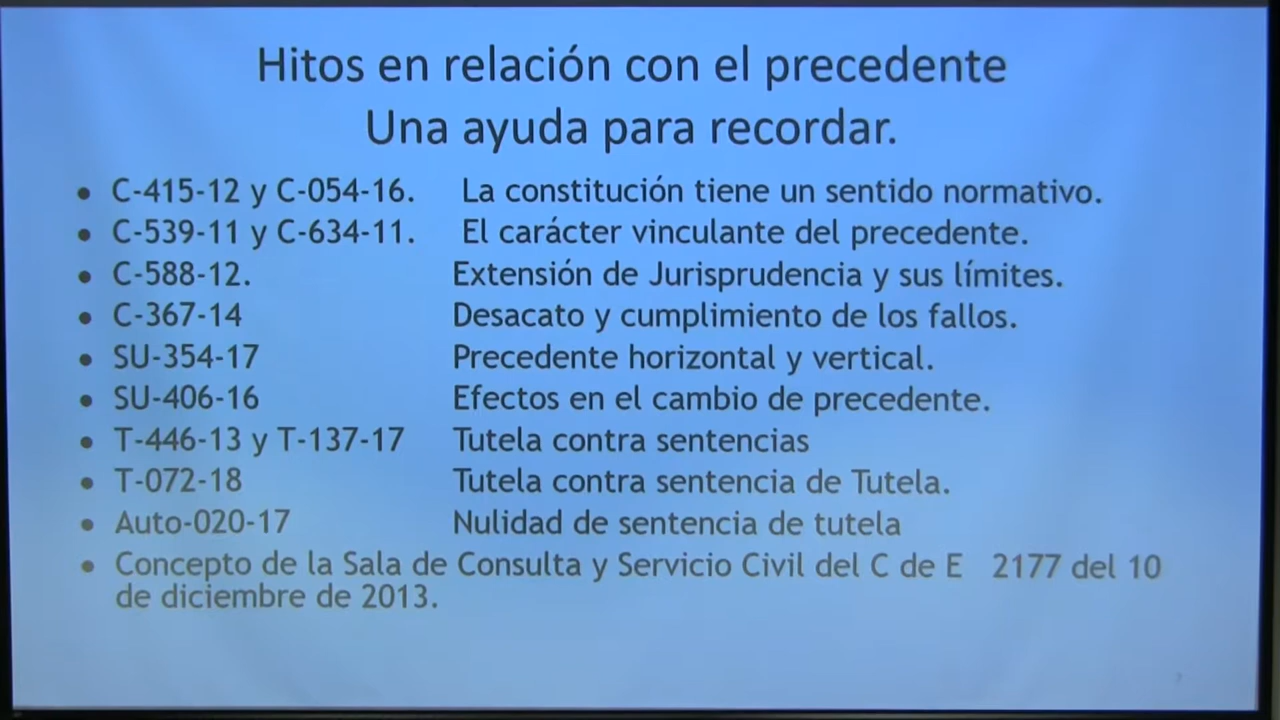 Hitos en relación con el precedente
Una ayuda para recordar.
• C-415-12 y C-054-16. La constitución tiene un sentido normativo.
• C-539-11 y C-634-11. El carácter vinculante del precedente.
• C-588-12. Extensión de Jurisprudencia y sus límites.
• C-367-14 Desacato y cumplimiento de los fallos.
• SU-354-17 Precedente horizontal y vertical.
• SU-406-16 Efectos en el cambio de precedente.
• T-446-13 y T-137-17 Tutela contra sentencias
• T-072-18 Tutela contra sentencia de Tutela.
• Auto-020-17 Nulidad de sentencia de tutela
• Concepto de la Sala de Consulta y Servicio Civil del C de E 2177 del 10
de diciembre de 2013.